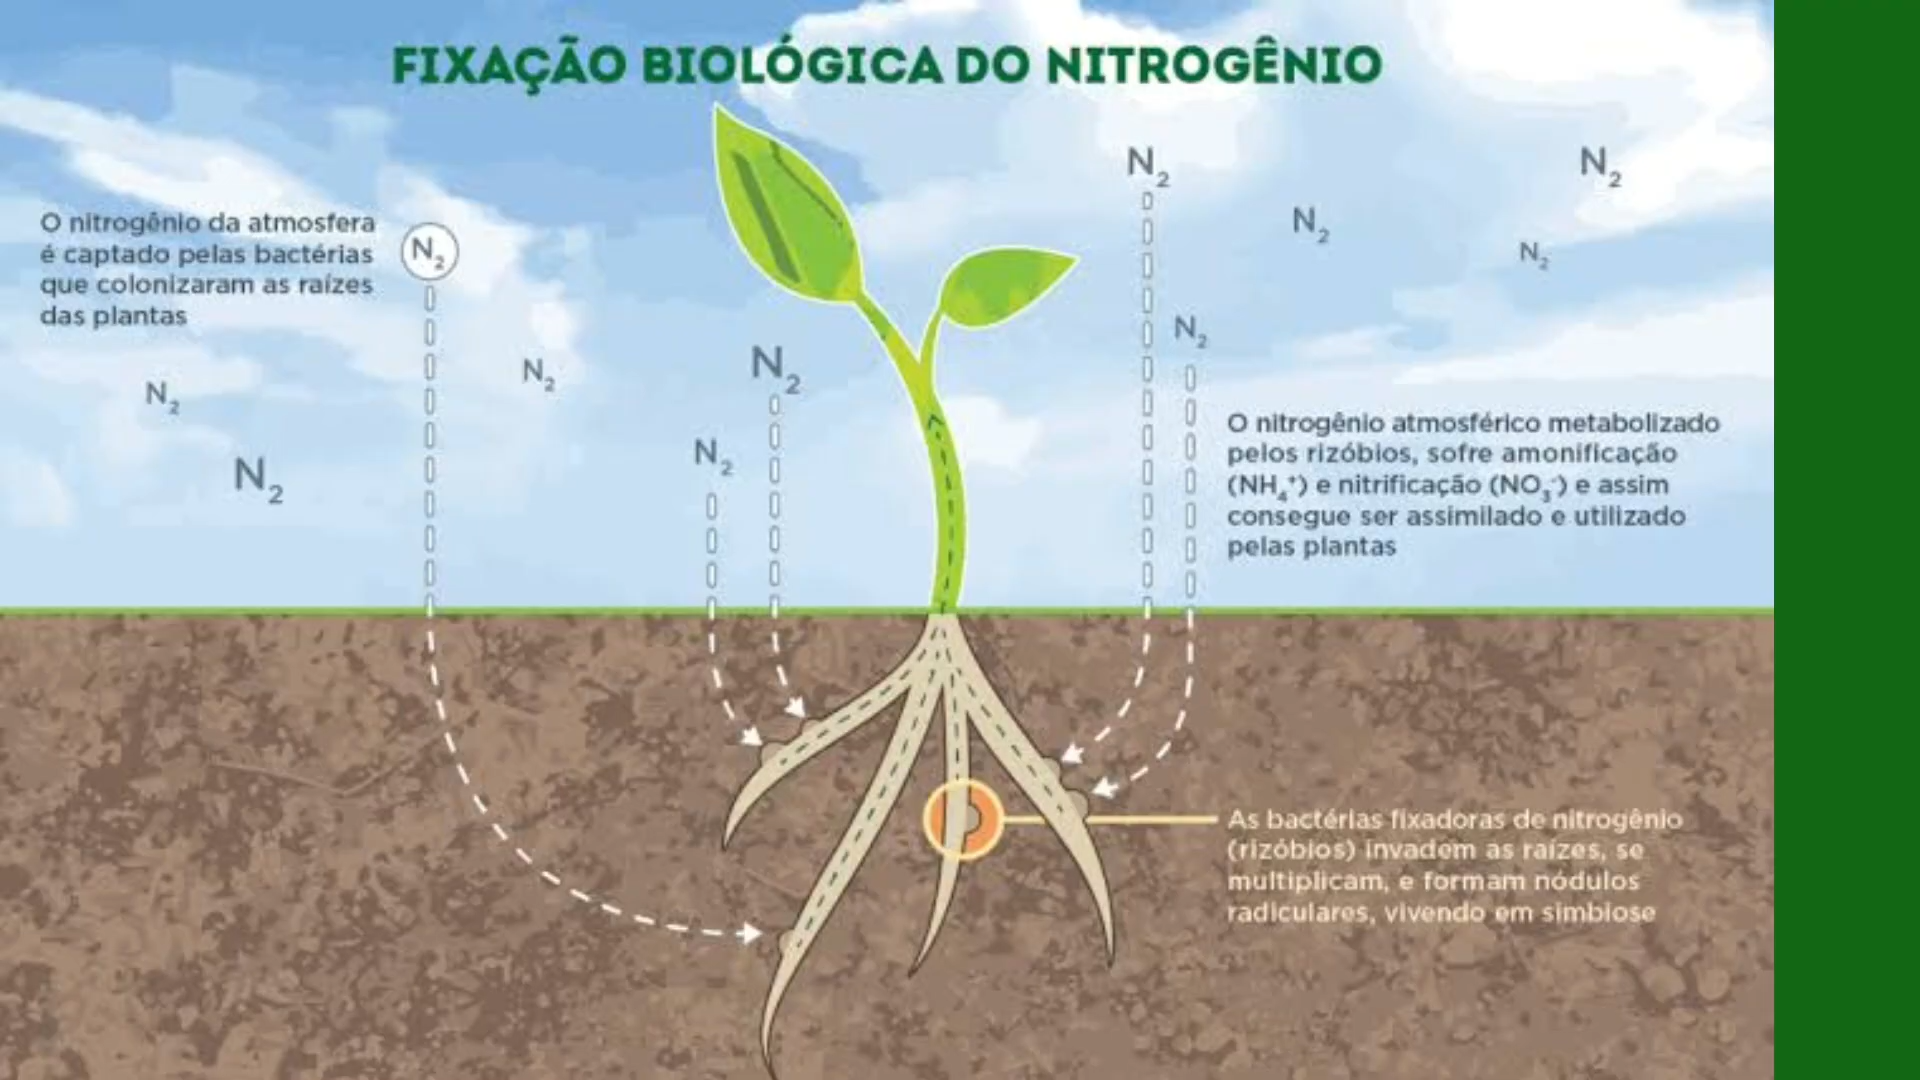 FIXAÇÃO BIOLÓGICA DO NITROGÊNIO
O nitrogênio da atmosfera
é captado pelas bactérias
que colonizaram as raízes
das plantas
N₂
N₂
N₂
N₂
N₂
N₂
N₂
N₂
N₂
N₂
N₂
O nitrogênio atmosférico metabolizado
pelos rizóbios, sofre amonificação
(NH₄⁺) e nitrificação (NO₃⁻) e assim
consegue ser assimilado e utilizado
pelas plantas
As bactérias fixadoras de nitrogênio
(rizóbios) invadem as raízes, se
multiplicam, e formam nódulos
radiculares, vivendo em simbiose